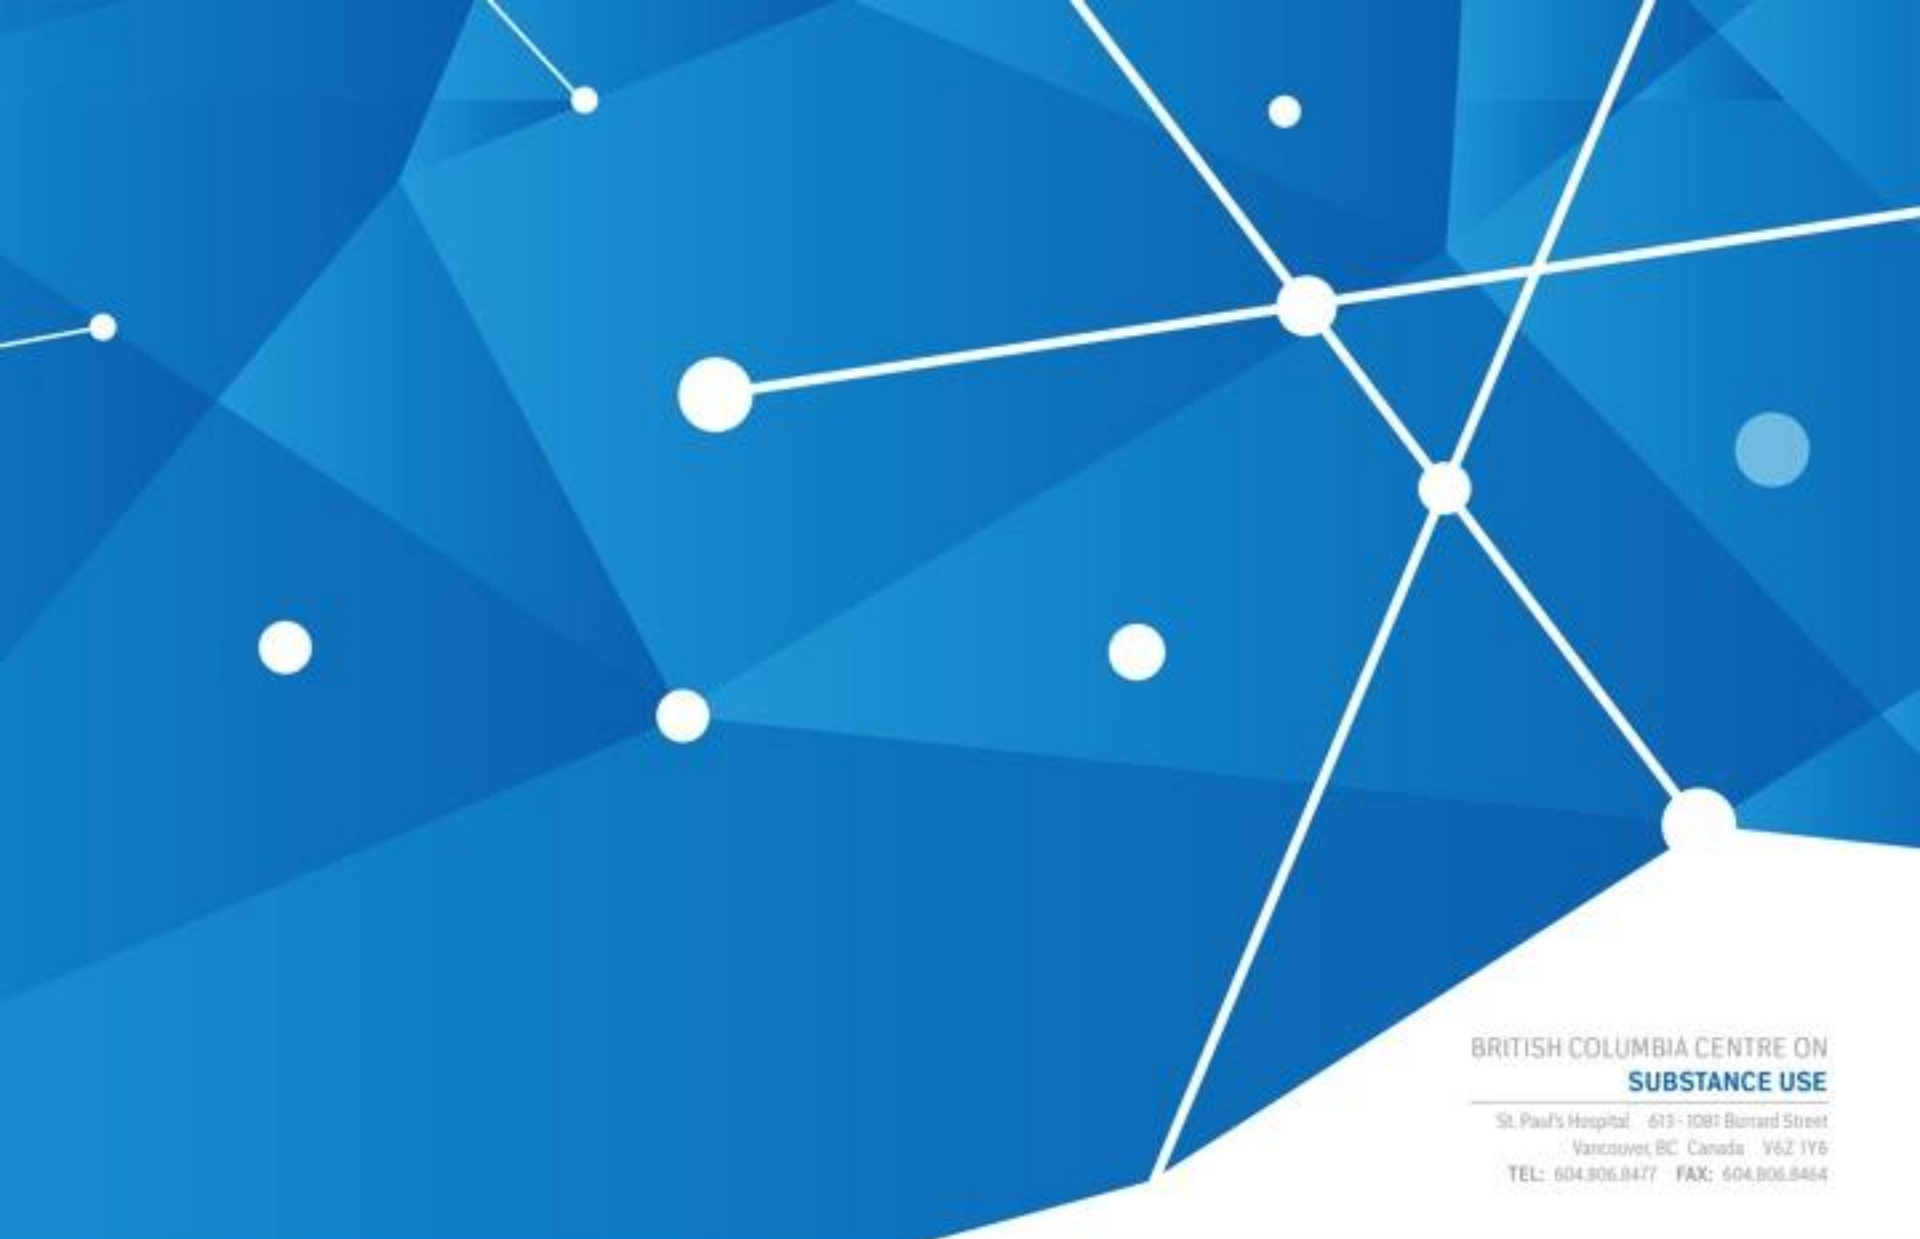 BRITISH COLUMBIA CENTRE ON
SUBSTANCE USE
St. Paul's Hospital 613 - 1081 Burrard Street
Vancouver, BC Canada V6Z 1Y6
TEL: 604.806.8477 FAX: 604.806.8464